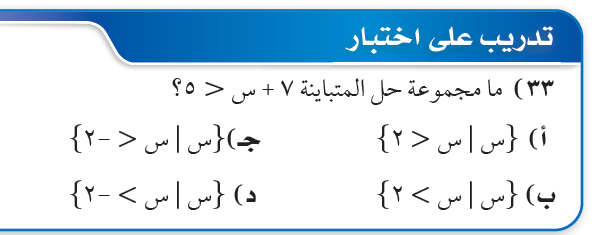 تدريب على اختبار
٣٣) ما مجموعة حل المتباينة ٧ + س < ٥؟
أ) {س | س < ٢}
ب) {س | س > ٢}
جـ) {س | س < –٢}
د) {س | س > –٢}